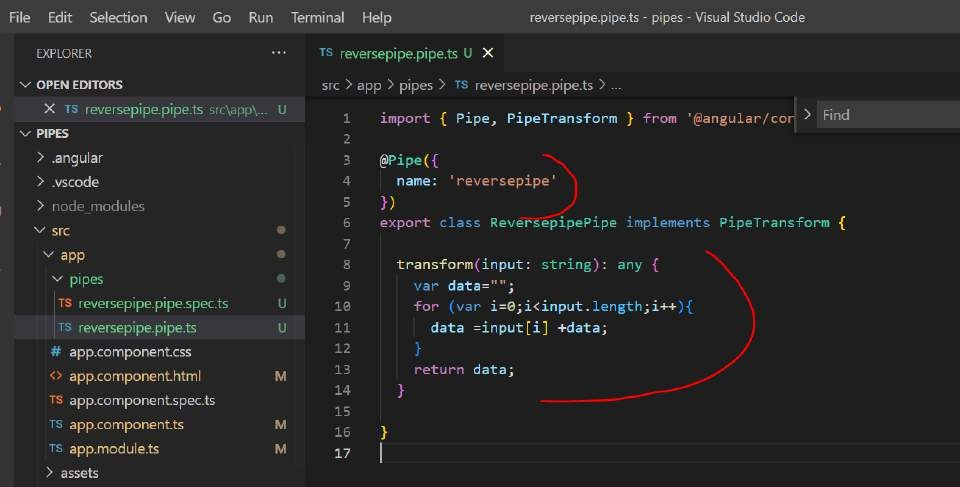 File Edit Selection View Go Run Terminal Help reversepipe.pipe.ts - pipes - Visual Studio Code
EXPLORER ···
OPEN EDITORS
TS reversepipe.pipe.ts src\app\... U
PIPES
.angular
.vscode
node_modules
src
app
pipes
TS reversepipe.pipe.spec.ts U
TS reversepipe.pipe.ts U
# app.component.css
<> app.component.html M
TS app.component.spec.ts
TS app.component.ts M
TS app.module.ts M
assets
TS reversepipe.pipe.ts U
src > app > pipes > TS reversepipe.pipe.ts > ...
Find
1 import { Pipe, PipeTransform } from '@angular/cor
2
3 @Pipe({
4 name: 'reversepipe'
5 })
6 export class ReversepipePipe implements PipeTransform {
7
8 transform(input: string): any {
9 var data="";
10 for (var i=0;i<input.length;i++){
11 data =input[i] +data;
12 }
13 return data;
14 }
15
16 }
17